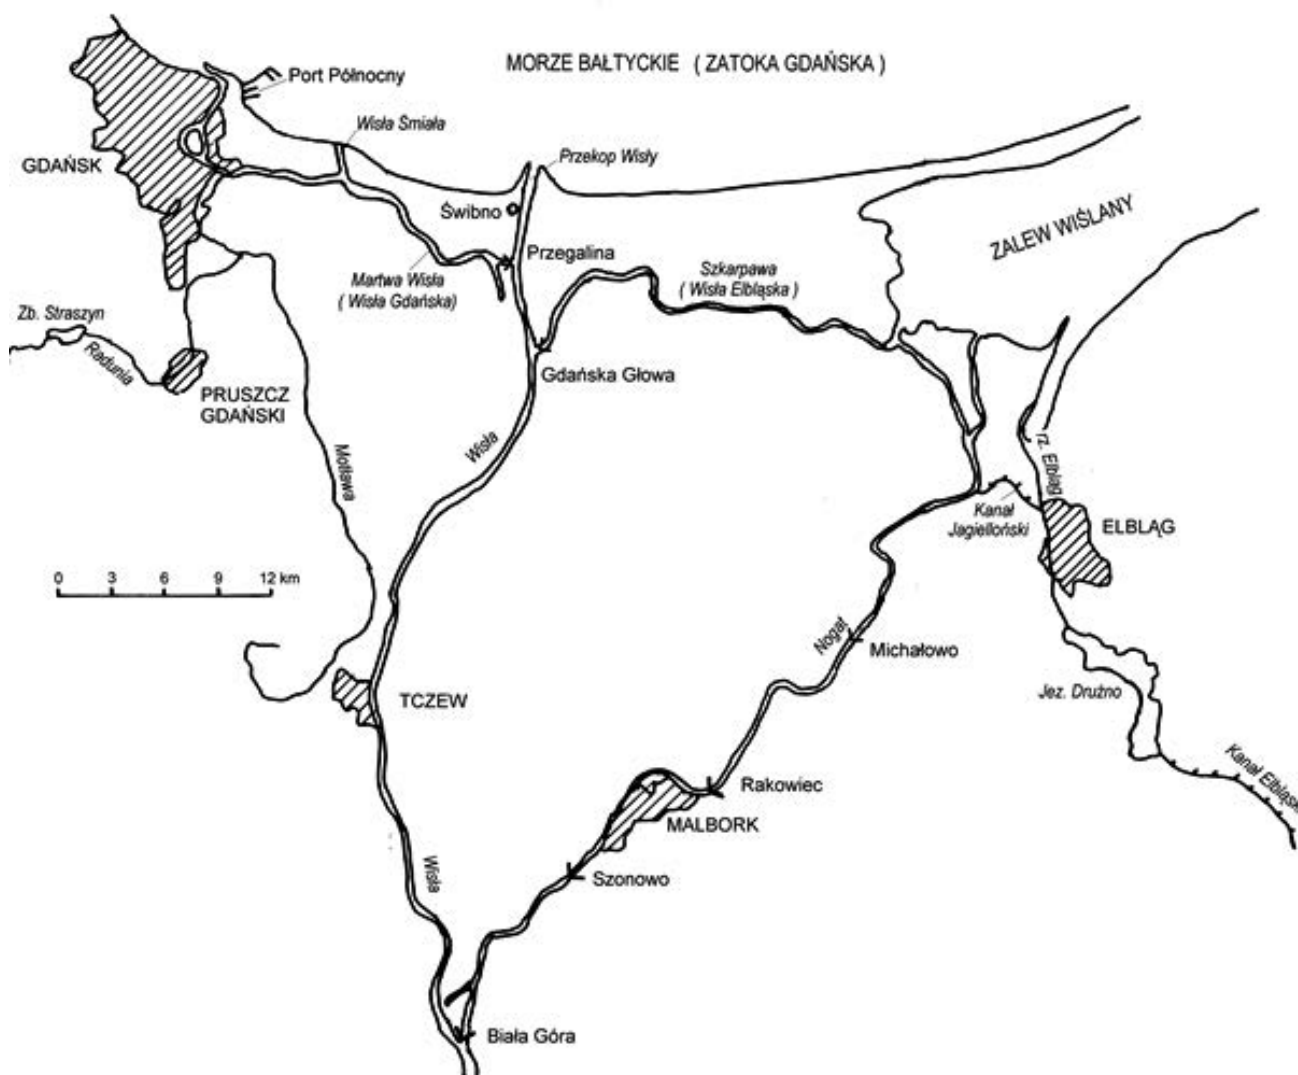 MORZE BAŁTYCKIE ( ZATOKA GDAŃSKA )
Port Północny
Wisła Śmiała
Przekop Wisły
GDAŃSK
Świbno
ZALEW WIŚLANY
Przegalina
Martwa Wisła
( Wisła Gdańska)
Szkarpawa
( Wisła Elbląska )
Zb. Straszyn
Radunia
PRUSZCZ
GDAŃSKI
Gdańska Głowa
Wisła
Motława
rz. Elbląg
Kanał
Jagielloński
ELBLĄG
0 3 6 9 12 km
Nogat
Michałowo
TCZEW
Jez. Drużno
Kanał Elbląski
Rakowiec
MALBORK
Wisła
Szonowo
Biała Góra